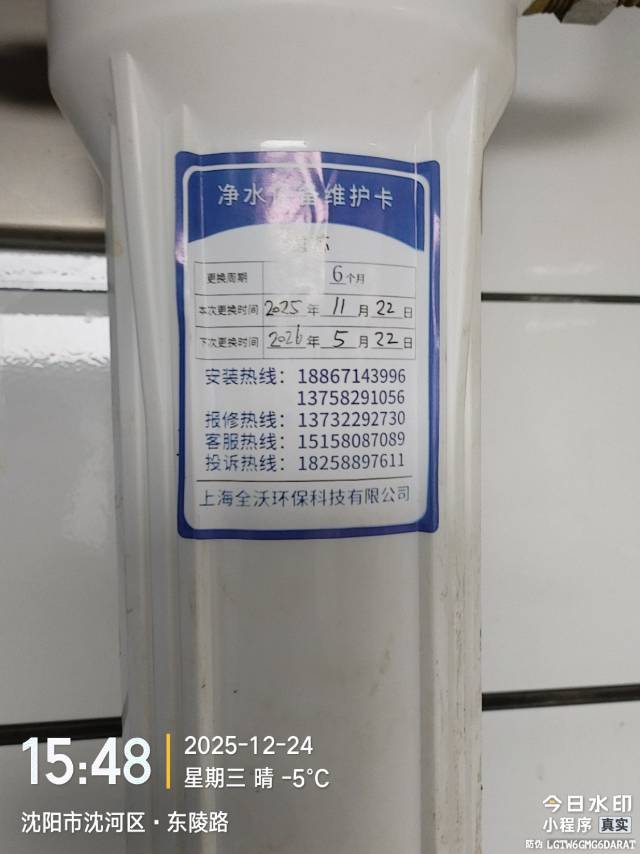 净水设备维护卡
更换周期 6个月
本次更换时间 2025年 11月 22日
下次更换时间 2026年 5月 22日
安装热线：18867143996
13758291056
报修热线：13732292730
客服热线：15158087089
投诉热线：18258897611
上海全沃环保科技有限公司
15:48
2025-12-24
星期三 晴 -5℃
沈阳市沈河区·东陵路
今日水印
小程序 真实
防伪 LGTW6GMG6DARAT